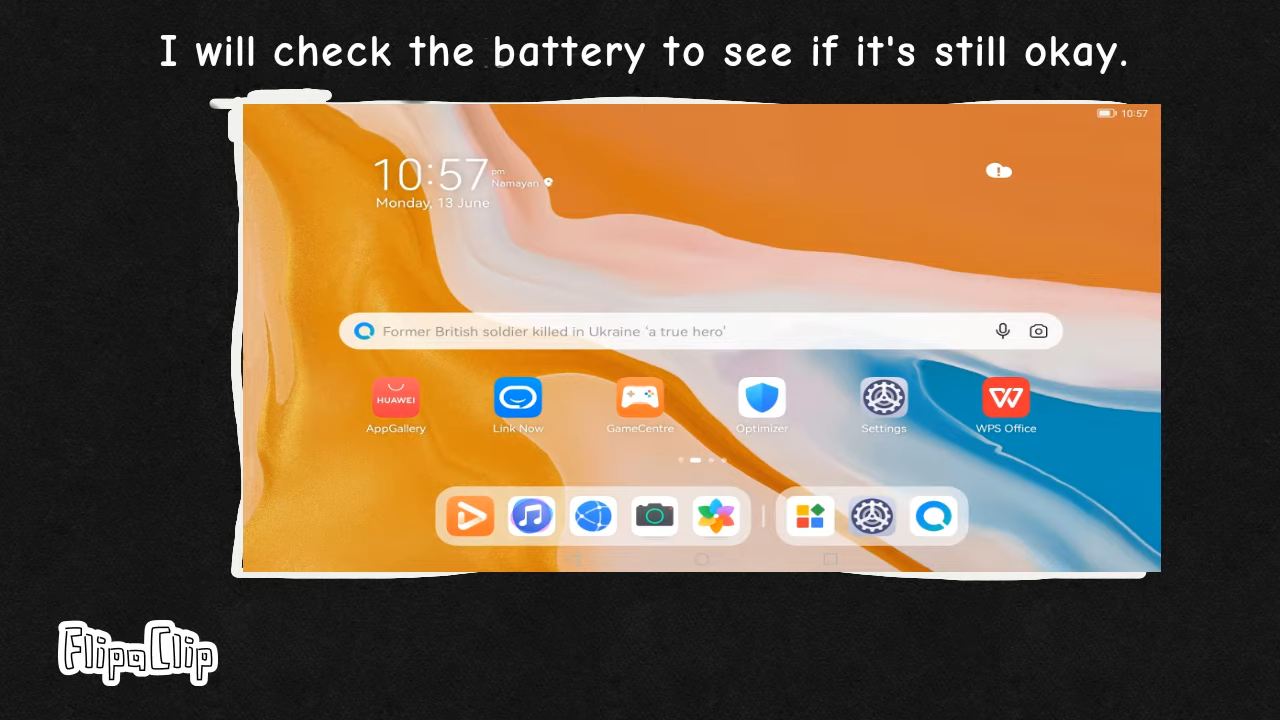 I will check the battery to see if it's still okay.
10:57
10:57 pm
Namayan
Monday, 13 June
Former British soldier killed in Ukraine 'a true hero'
HUAWEI
AppGallery
Link Now
GameCentre
Optimizer
Settings
WPS Office
FlipaClip